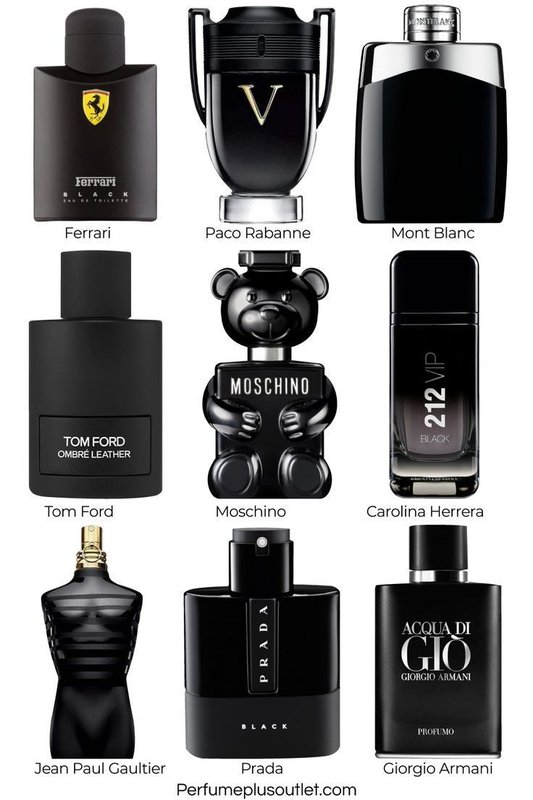 MONTBLANC
V
Ferrari
BLACK
EAU DE TOILETTE
Ferrari
Paco Rabanne
Mont Blanc
TOM FORD
OMBRÉ LEATHER
MOSCHINO
212 VIP
BLACK
Tom Ford
Moschino
Carolina Herrera
PRADA
BLACK
ACQUA DI
GIÒ
GIORGIO ARMANI
PROFUMO
Jean Paul Gaultier
Prada
Giorgio Armani
Perfumeplusoutlet.com